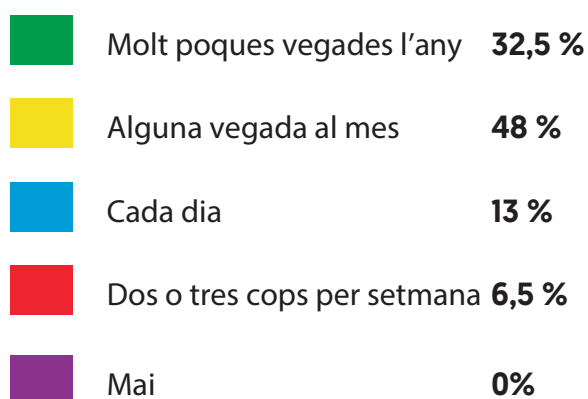 Molt poques vegades l’any 32,5 %
Alguna vegada al mes 48 %
Cada dia 13 %
Dos o tres cops per setmana 6,5 %
Mai 0%